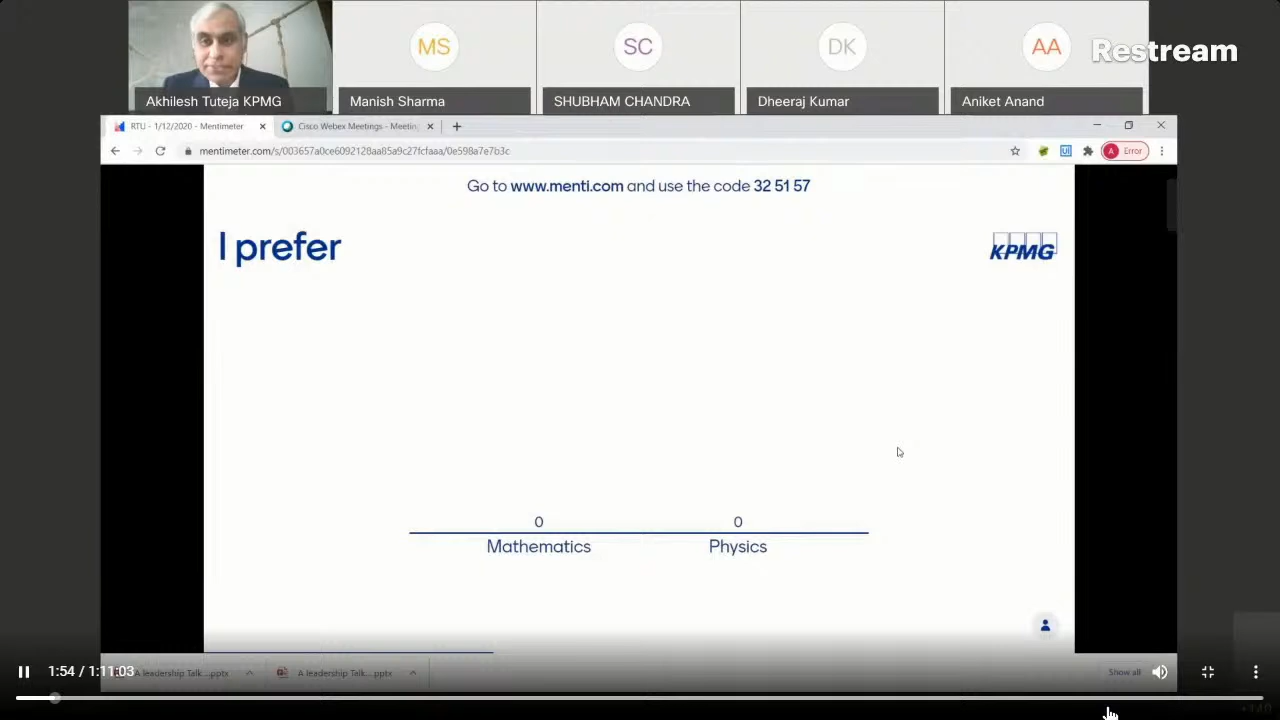 MS
SC
DK
AA
Restream
Akhilesh Tuteja KPMG
Manish Sharma
SHUBHAM CHANDRA
Dheeraj Kumar
Aniket Anand
RTU - 1/12/2020 - Mentimeter
Cisco Webex Meetings - Meetin
mentimeter.com/s/003657a0ce6092128aa85a9c27fcfaaa/0e598a7e7b3c
A
Error
Go to www.menti.com and use the code 32 51 57
I prefer
KPMG
0
0
Mathematics
Physics
1:54 / 1:11:03
A leadership Talk....pptx
A leadership Talk....pptx
Show all